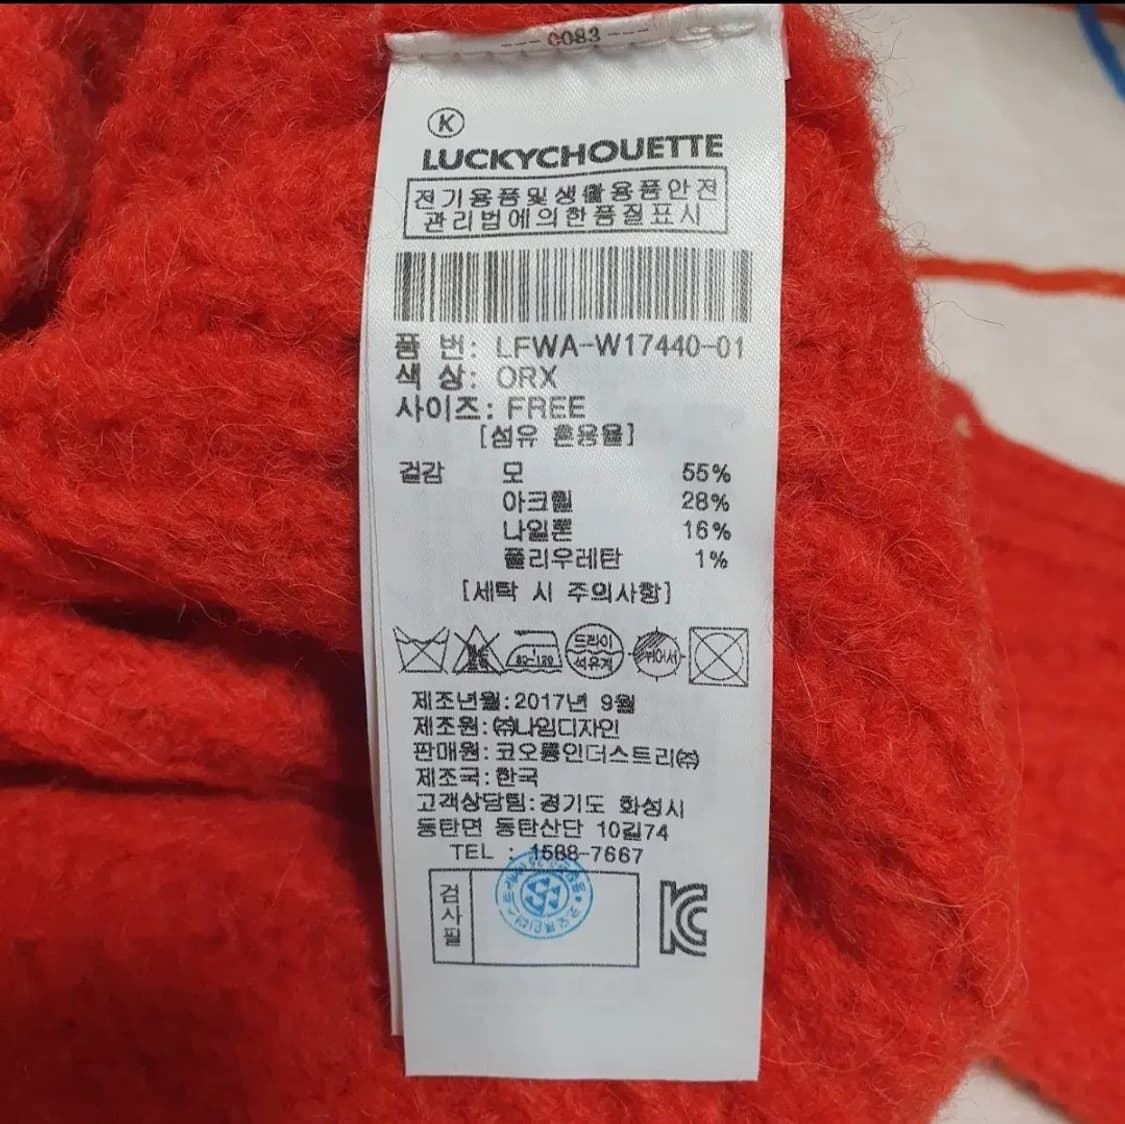 --- C083 ---
K
LUCKYCHOUETTE
전기용품및생활용품안전
관리법에의한품질표시
품 번: LFWA-W17440-01
색 상: ORX
사이즈: FREE
[섬유 혼용율]
겉감 모 55%
아크릴 28%
나일론 16%
폴리우레탄 1%
[세탁 시 주의사항]
80~120 드라이 석유계 뉘어서
제조년월:2017년 9월
제조원:㈜나임디자인
판매원:코오롱인더스트리㈜
제조국:한국
고객상담팀:경기도 화성시
동탄면 동탄산단 10길74
TEL : 1588-7667
검사필
KC